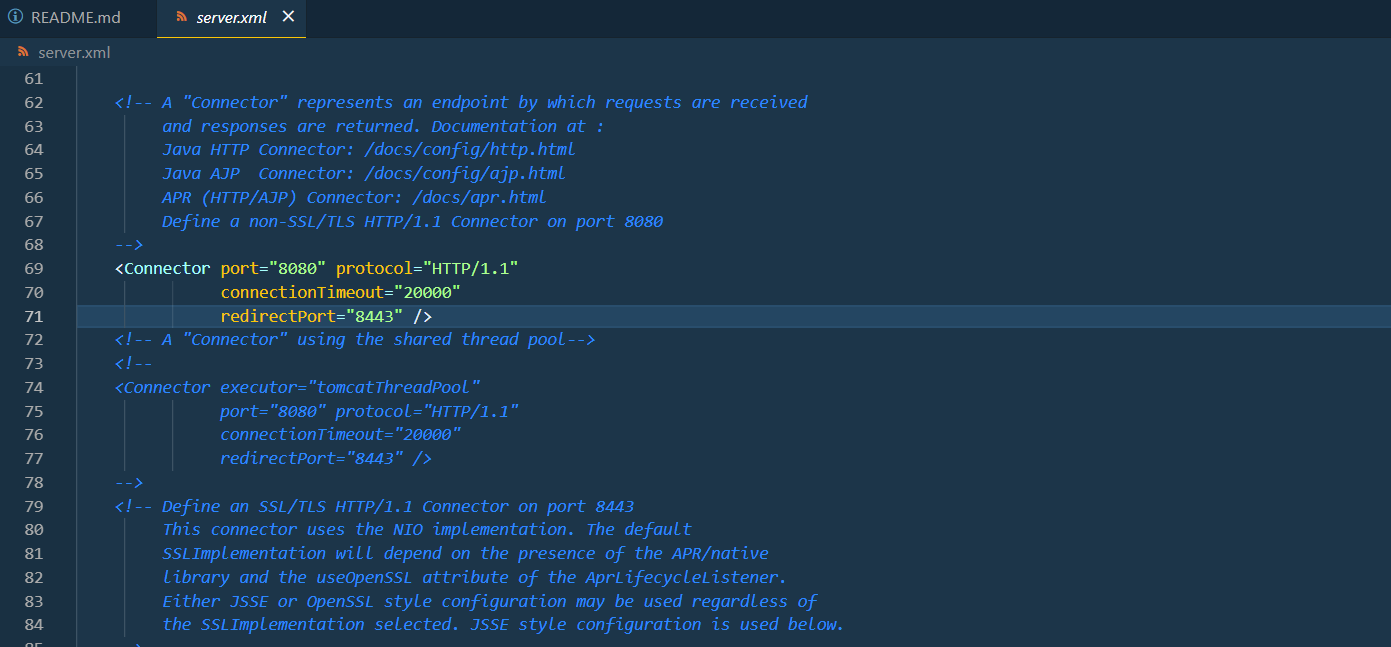 README.md server.xml
server.xml
61
62 <!-- A "Connector" represents an endpoint by which requests are received
63 and responses are returned. Documentation at :
64 Java HTTP Connector: /docs/config/http.html
65 Java AJP  Connector: /docs/config/ajp.html
66 APR (HTTP/AJP) Connector: /docs/apr.html
67 Define a non-SSL/TLS HTTP/1.1 Connector on port 8080
68 -->
69 <Connector port="8080" protocol="HTTP/1.1"
70 connectionTimeout="20000"
71 redirectPort="8443" />
72 <!-- A "Connector" using the shared thread pool-->
73 <!--
74 <Connector executor="tomcatThreadPool"
75 port="8080" protocol="HTTP/1.1"
76 connectionTimeout="20000"
77 redirectPort="8443" />
78 -->
79 <!-- Define an SSL/TLS HTTP/1.1 Connector on port 8443
80 This connector uses the NIO implementation. The default
81 SSLImplementation will depend on the presence of the APR/native
82 library and the useOpenSSL attribute of the AprLifecycleListener.
83 Either JSSE or OpenSSL style configuration may be used regardless of
84 the SSLImplementation selected. JSSE style configuration is used below.